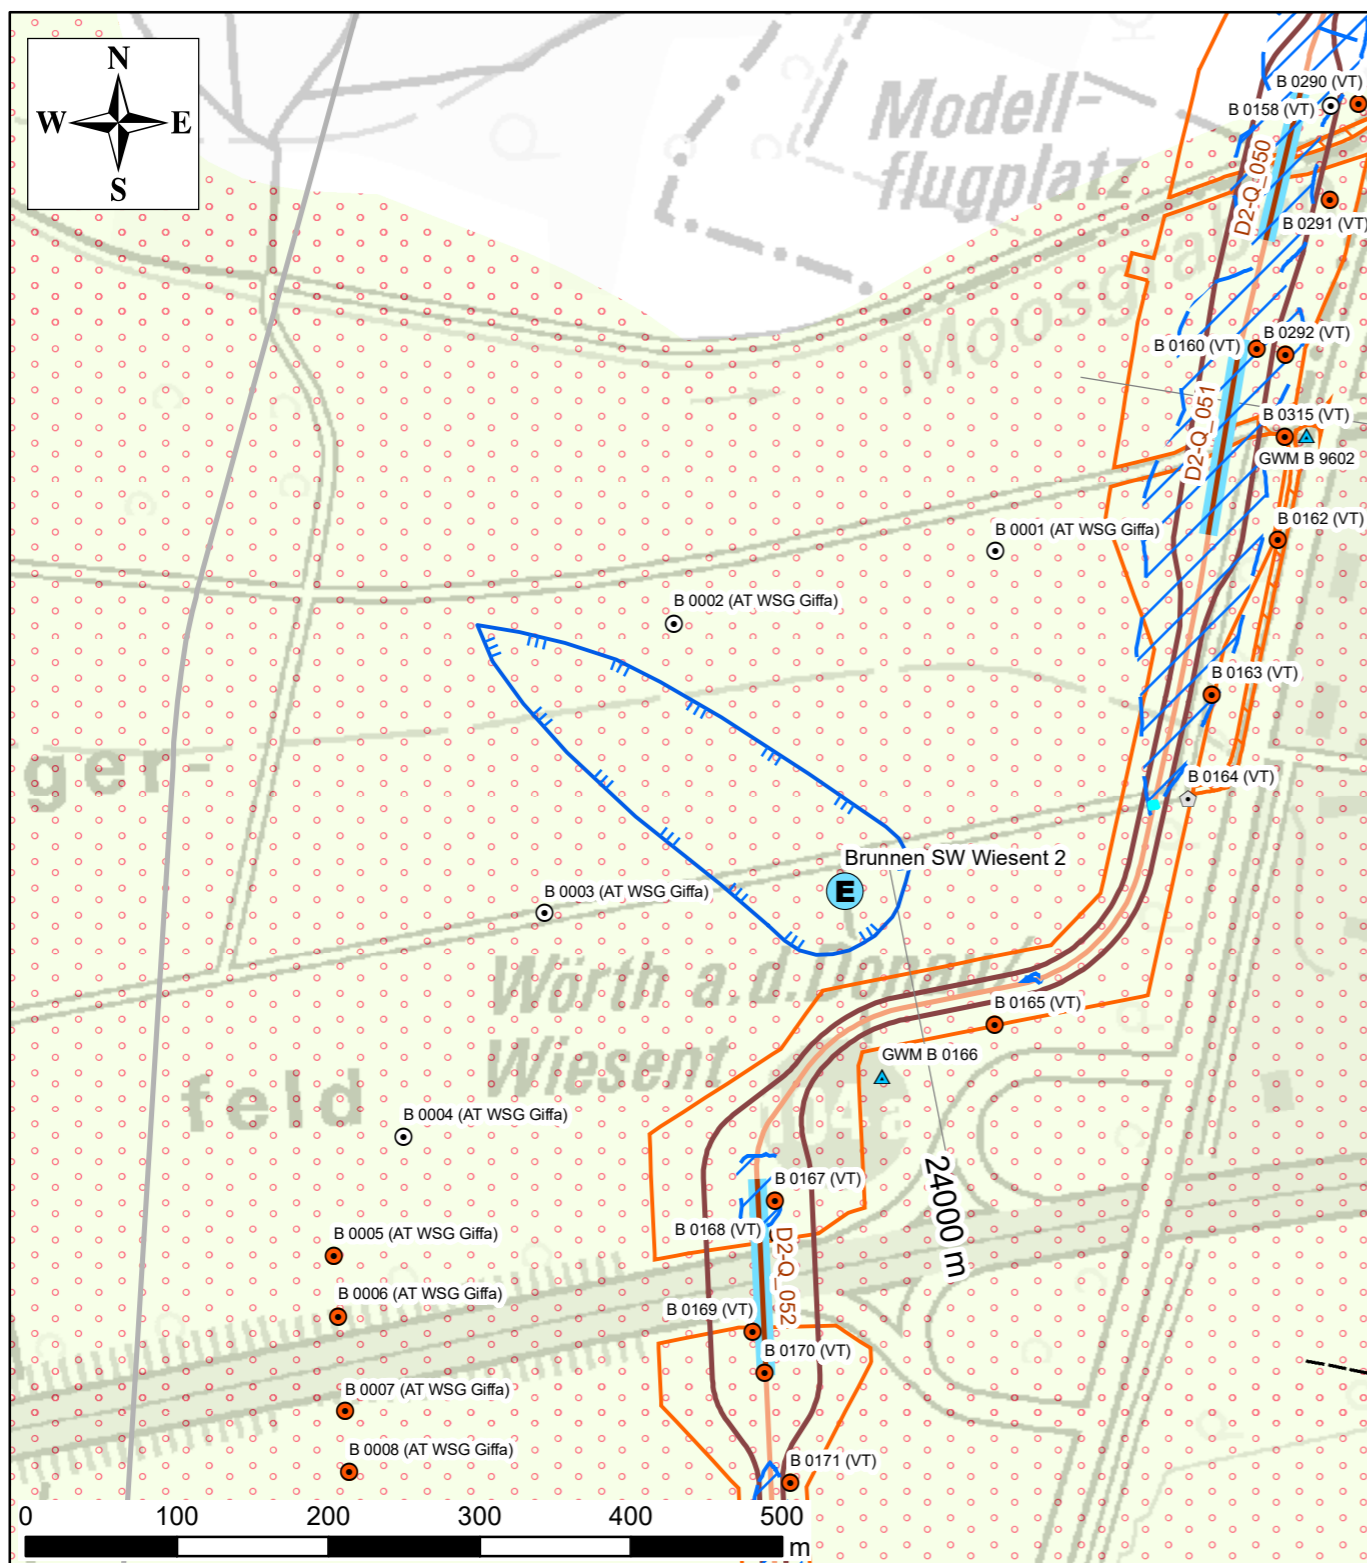 N
W E
S
Modell-
flugplatz
B 0290 (VT)
B 0158 (VT)
D2-Q_050
B 0291 (VT)
B 0160 (VT)
B 0292 (VT)
D2-Q_051
B 0315 (VT)
GWM B 9602
B 0162 (VT)
B 0001 (AT WSG Giffa)
B 0002 (AT WSG Giffa)
B 0163 (VT)
ger-
B 0164 (VT)
Brunnen SW Wiesent 2
E
B 0003 (AT WSG Giffa)
Wörth a.d.Donau
Wiesent
B 0165 (VT)
GWM B 0166
feld
B 0004 (AT WSG Giffa)
24000 m
B 0167 (VT)
B 0168 (VT)
D2-Q_052
B 0005 (AT WSG Giffa)
B 0006 (AT WSG Giffa)
B 0169 (VT)
B 0170 (VT)
B 0007 (AT WSG Giffa)
B 0008 (AT WSG Giffa)
B 0171 (VT)
0 100 200 300 400 500
m